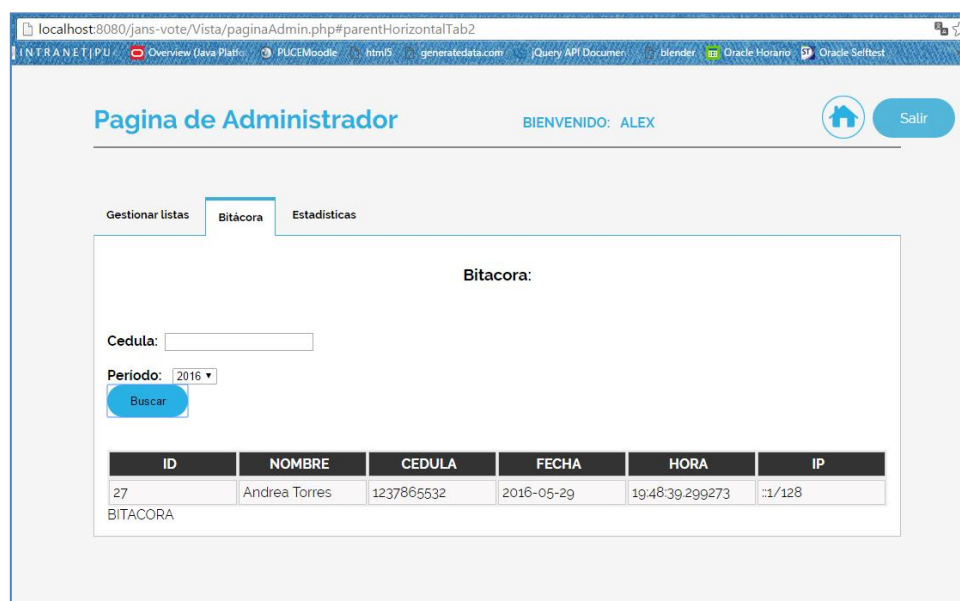 localhost:8080/jans-vote/Vista/paginaAdmin.php#parentHorizontalTab2
INTRANET|PU Overview (Java Platfo PUCEMoodle html5 generatedata.com jQuery API Documen blender Oracle Horario ST Oracle Selftest
Pagina de Administrador BIENVENIDO: ALEX Salir
Gestionar listas Bitácora Estadísticas
Bitacora:
Cedula:
Periodo: 2016
Buscar
ID NOMBRE CEDULA FECHA HORA IP
27 Andrea Torres 1237865532 2016-05-29 19:48:39.299273 ::1/128
BITACORA